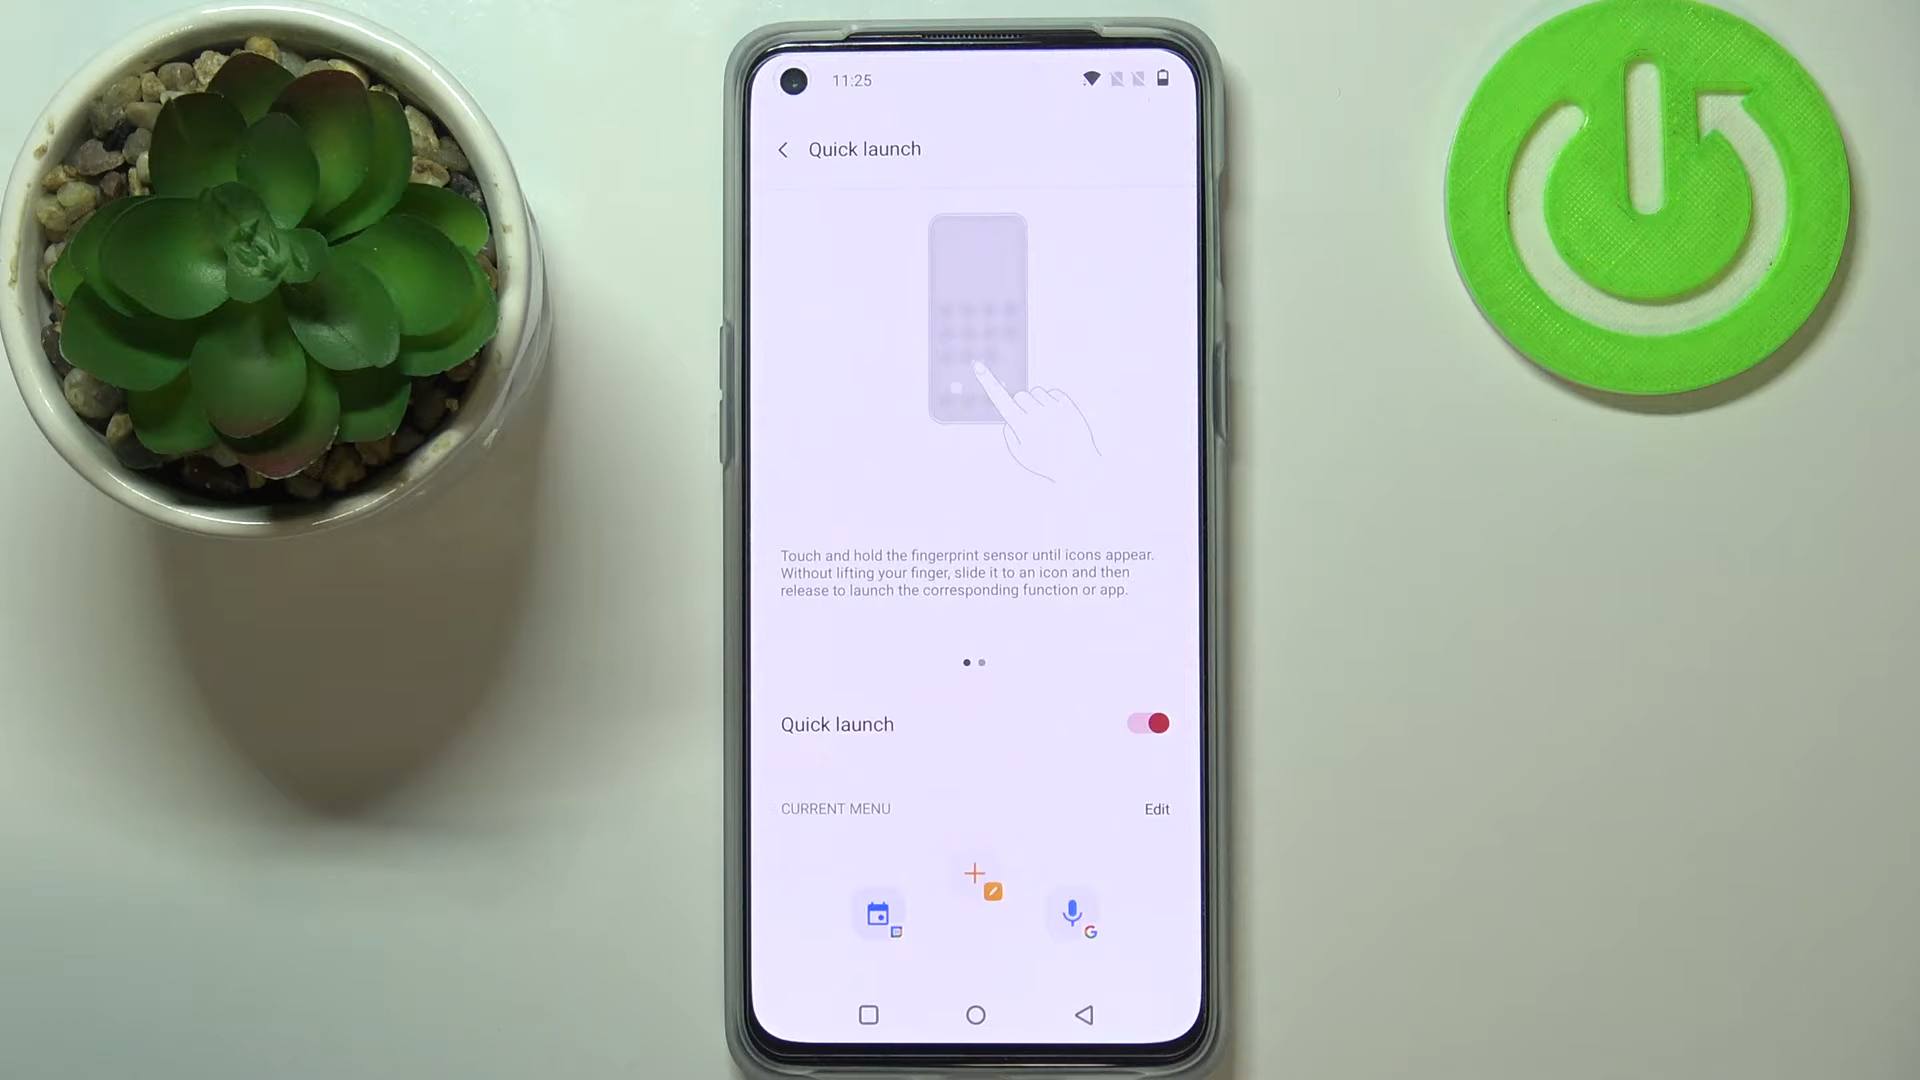 11:25
Quick launch
Touch and hold the fingerprint sensor until icons appear.
Without lifting your finger, slide it to an icon and then
release to launch the corresponding function or app.
Quick launch
CURRENT MENU
Edit